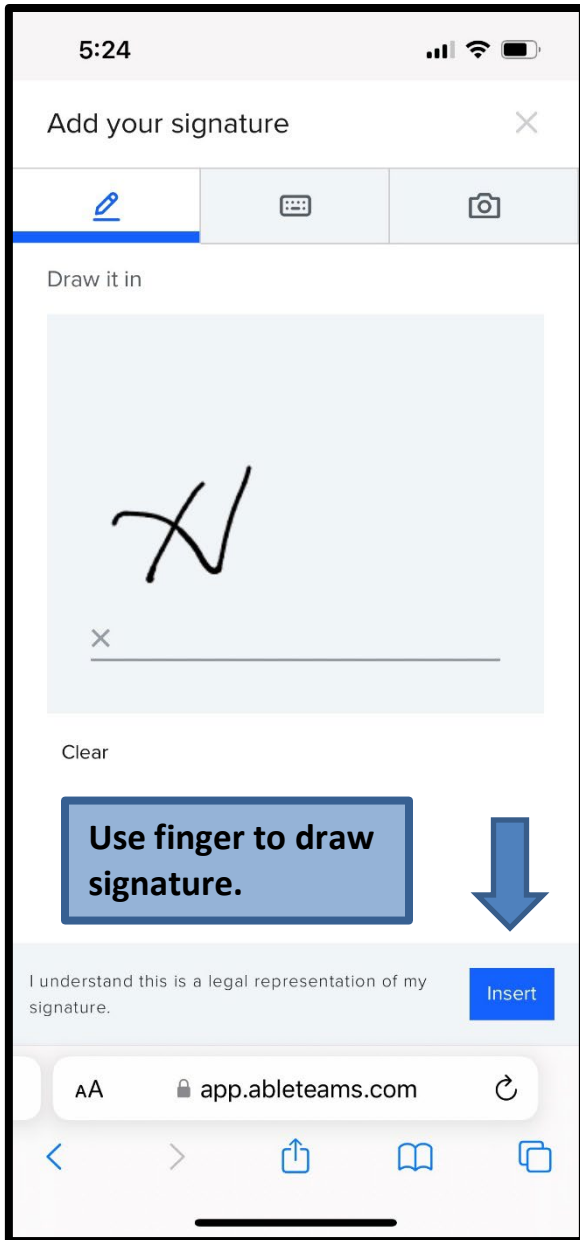 5:24
Add your signature
Draw it in
Clear
Use finger to draw
signature.
I understand this is a legal representation of my
signature.
Insert
AA
app.ableteams.com